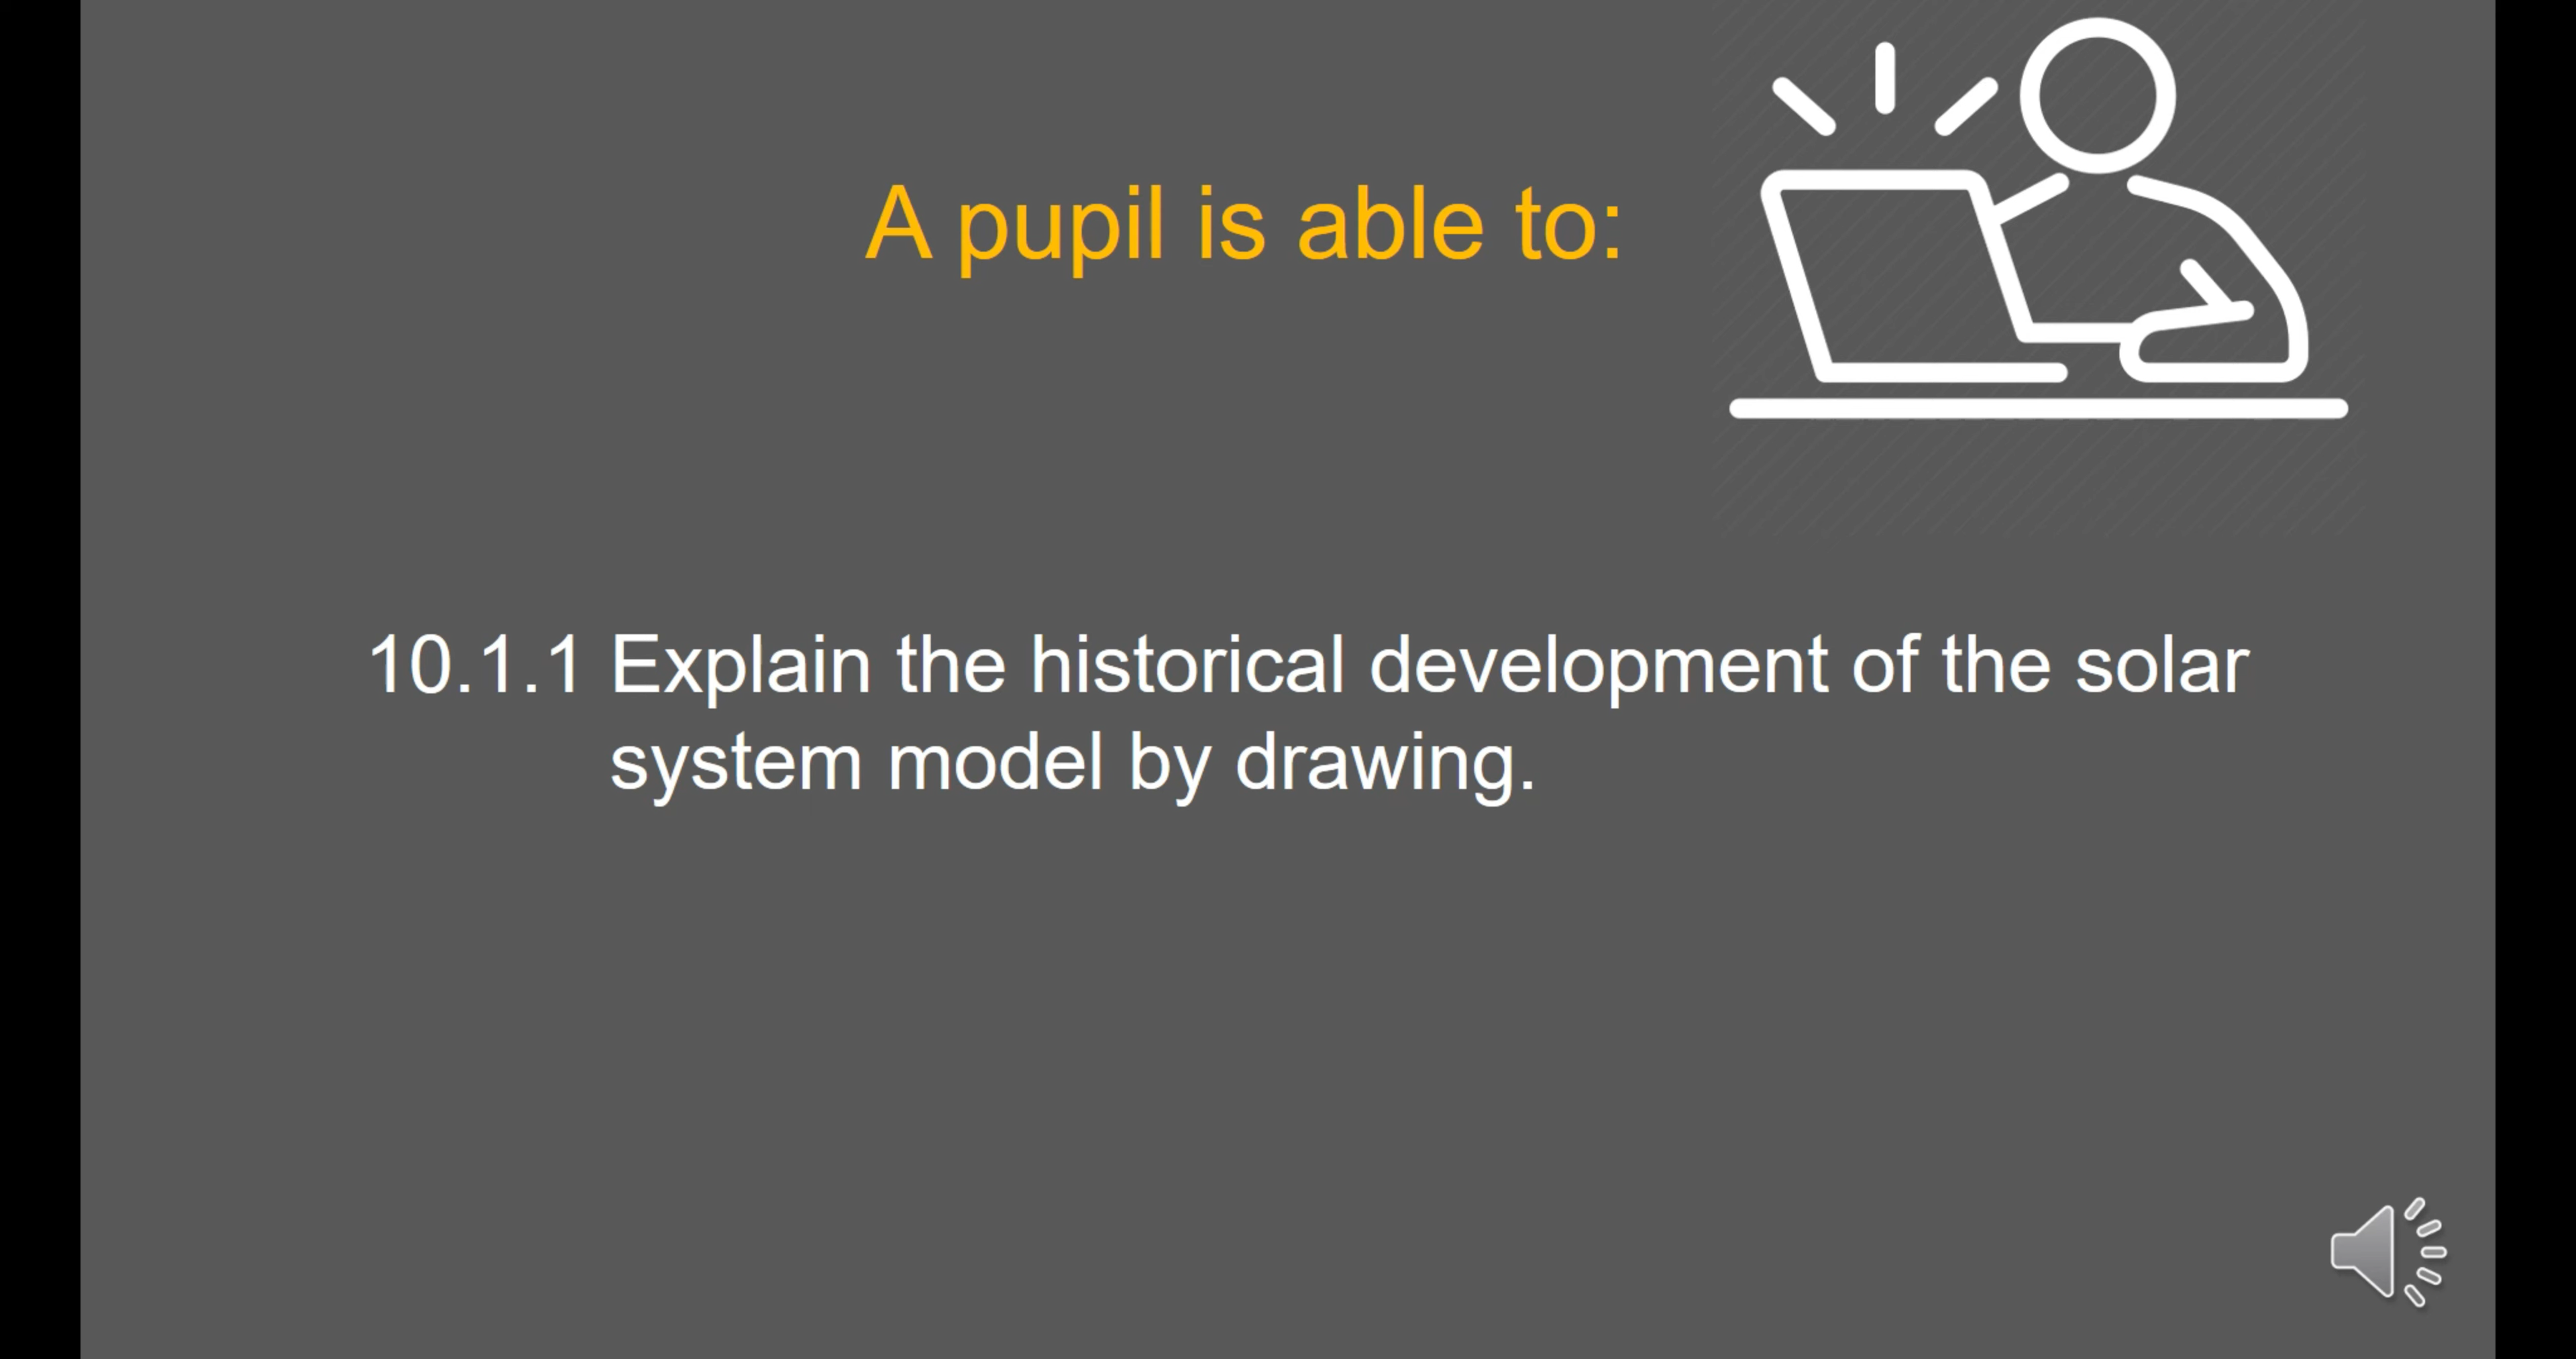 A pupil is able to:
10.1.1 Explain the historical development of the solar
system model by drawing.